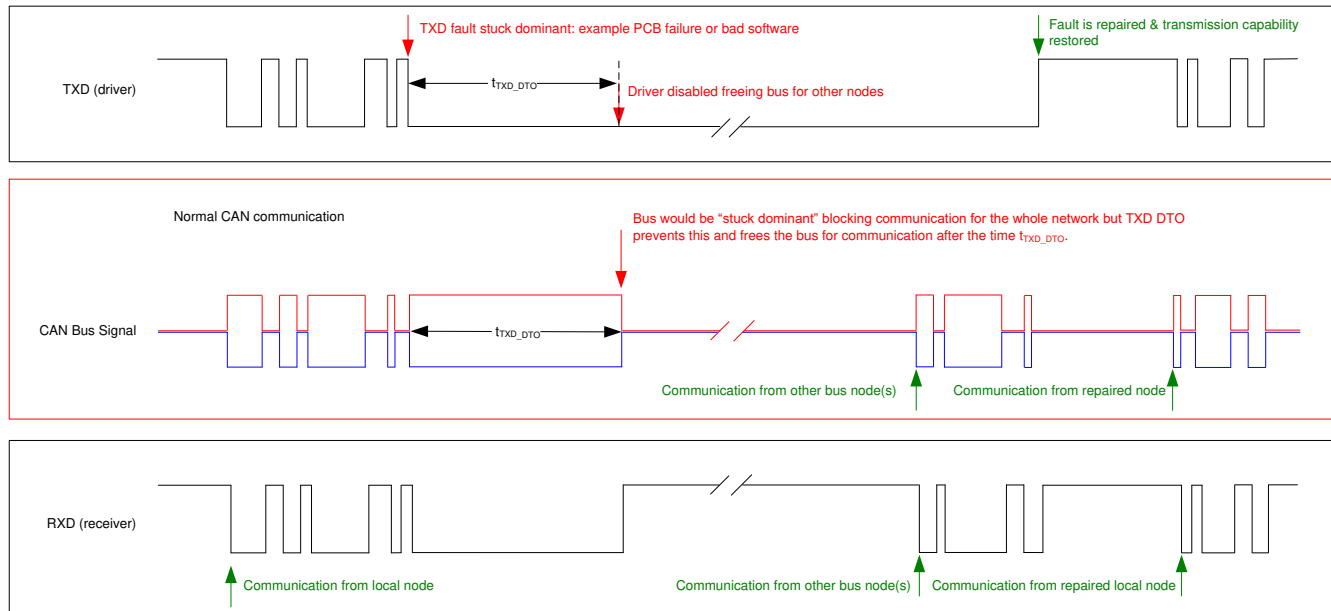 TXD fault stuck dominant: example PCB failure or bad software
Fault is repaired & transmission capability
restored
TXD (driver)
tTXD_DTO
Driver disabled freeing bus for other nodes
Normal CAN communication
Bus would be “stuck dominant” blocking communication for the whole network but TXD DTO
prevents this and frees the bus for communication after the time tTXD_DTO.
CAN Bus Signal
tTXD_DTO
Communication from other bus node(s)
Communication from repaired node
RXD (receiver)
Communication from local node
Communication from other bus node(s)
Communication from repaired local node